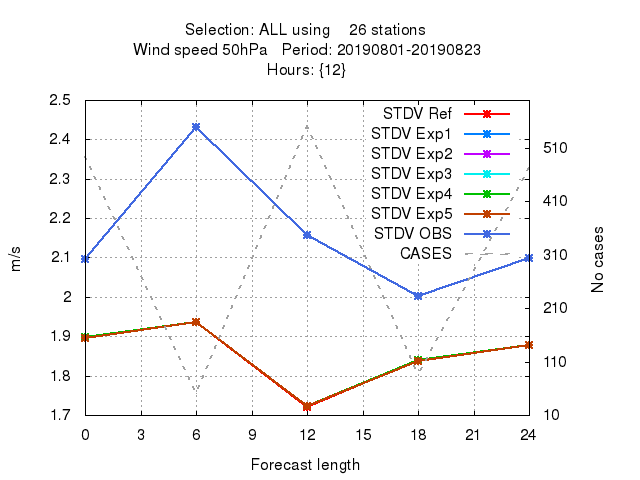 Selection: ALL using    26 stations
Wind speed 50hPa   Period: 20190801-20190823
Hours: {12}
2.5
2.4
2.3
2.2
2.1
2
1.9
1.8
1.7
m/s
STDV Ref
STDV Exp1
STDV Exp2
STDV Exp3
STDV Exp4
STDV Exp5
STDV OBS
CASES
510
410
310
210
110
10
No cases
0 3 6 9 12 15 18 21 24
Forecast length